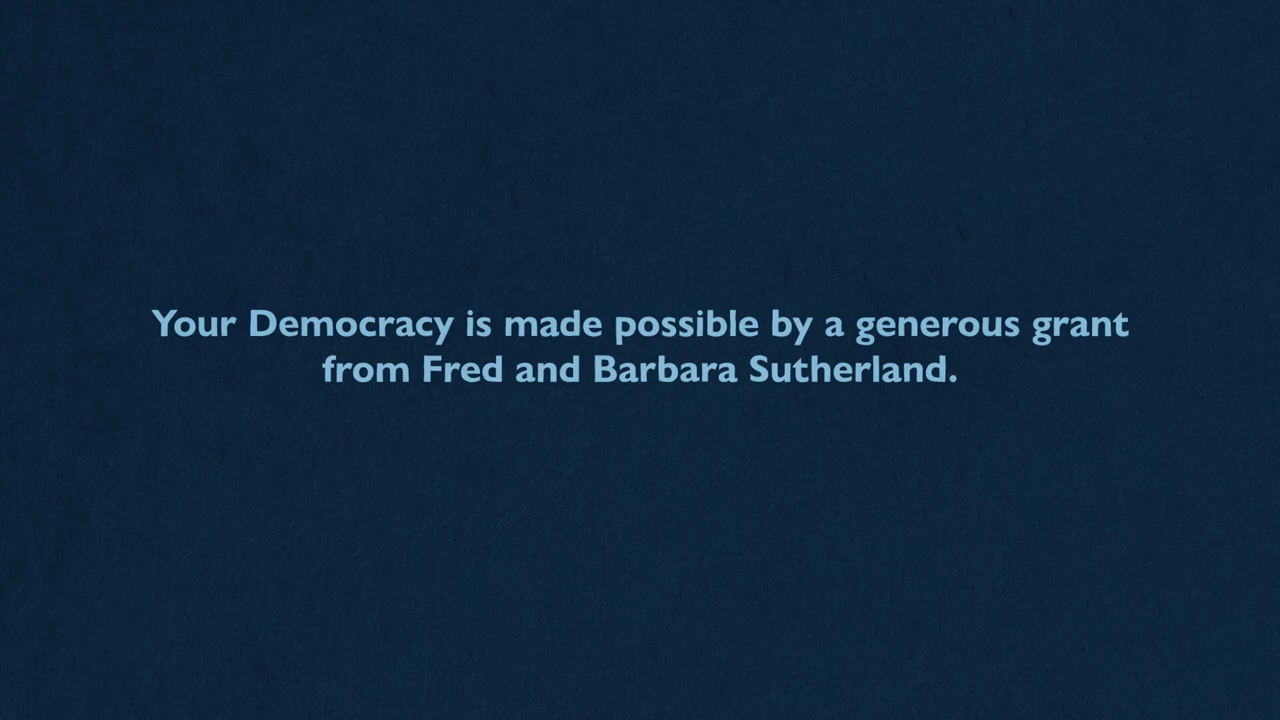 Your Democracy is made possible by a generous grant
from Fred and Barbara Sutherland.